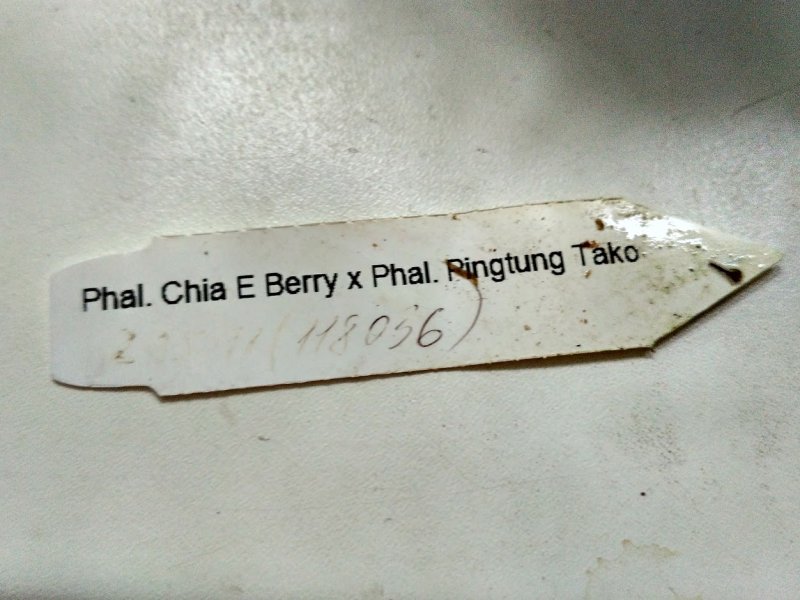 Phal. Chia E Berry x Phal. Pingtung Tako
(118056)